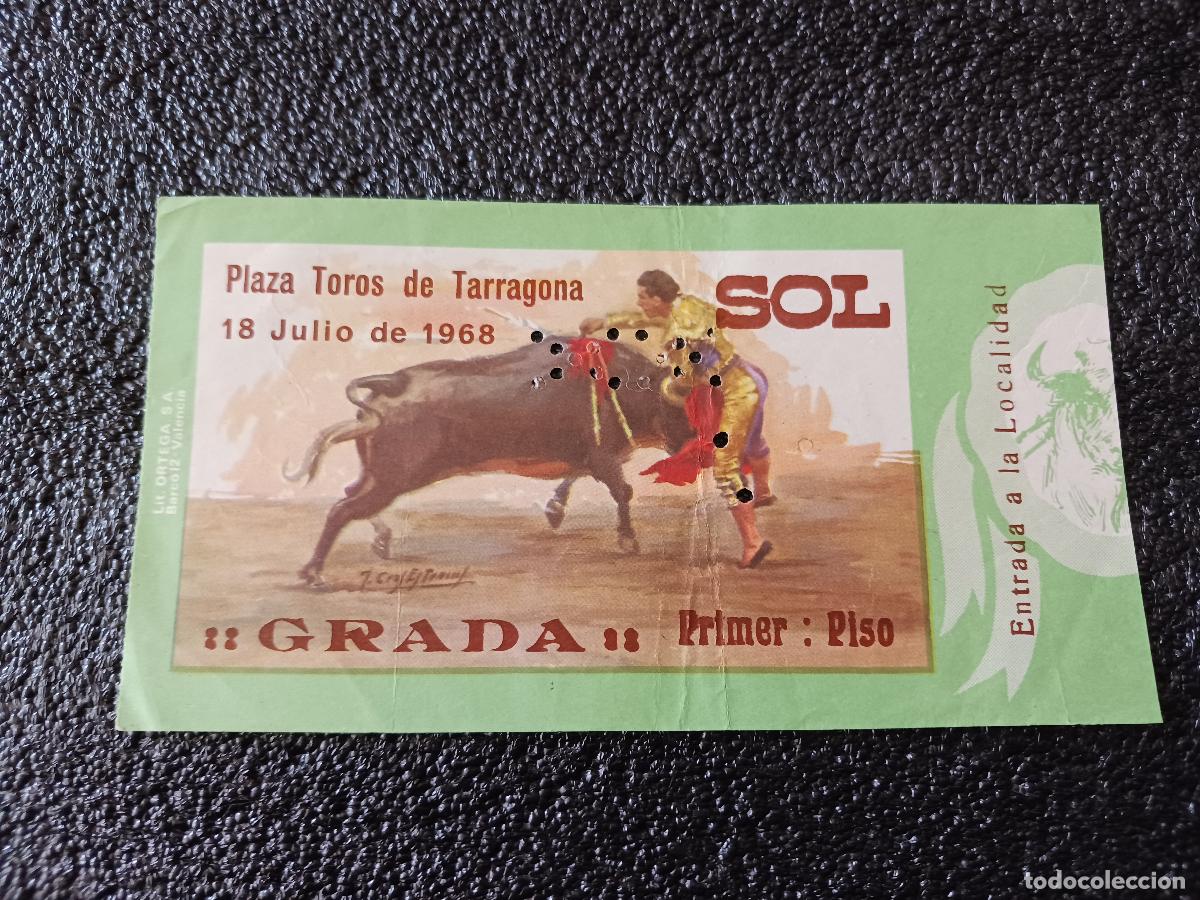 Plaza Toros de Tarragona
18 Julio de 1968
SOL
:: GRADA ::
Primer : Piso
Entrada a la Localidad
Lit. ORTEGA S A
Valencia
todocoleccion